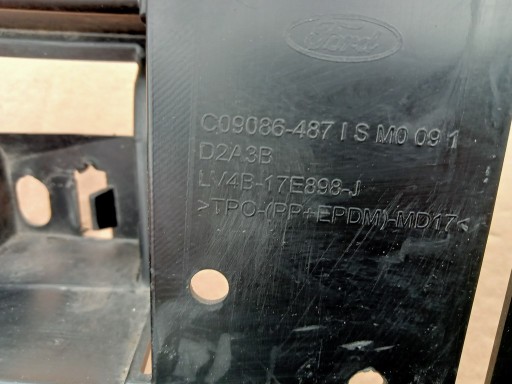 Ford
C09086-487 I S M0 09 1
D2A3B
LV4B-17E898-J
>TPO-(PP+EPDM)-MD17<